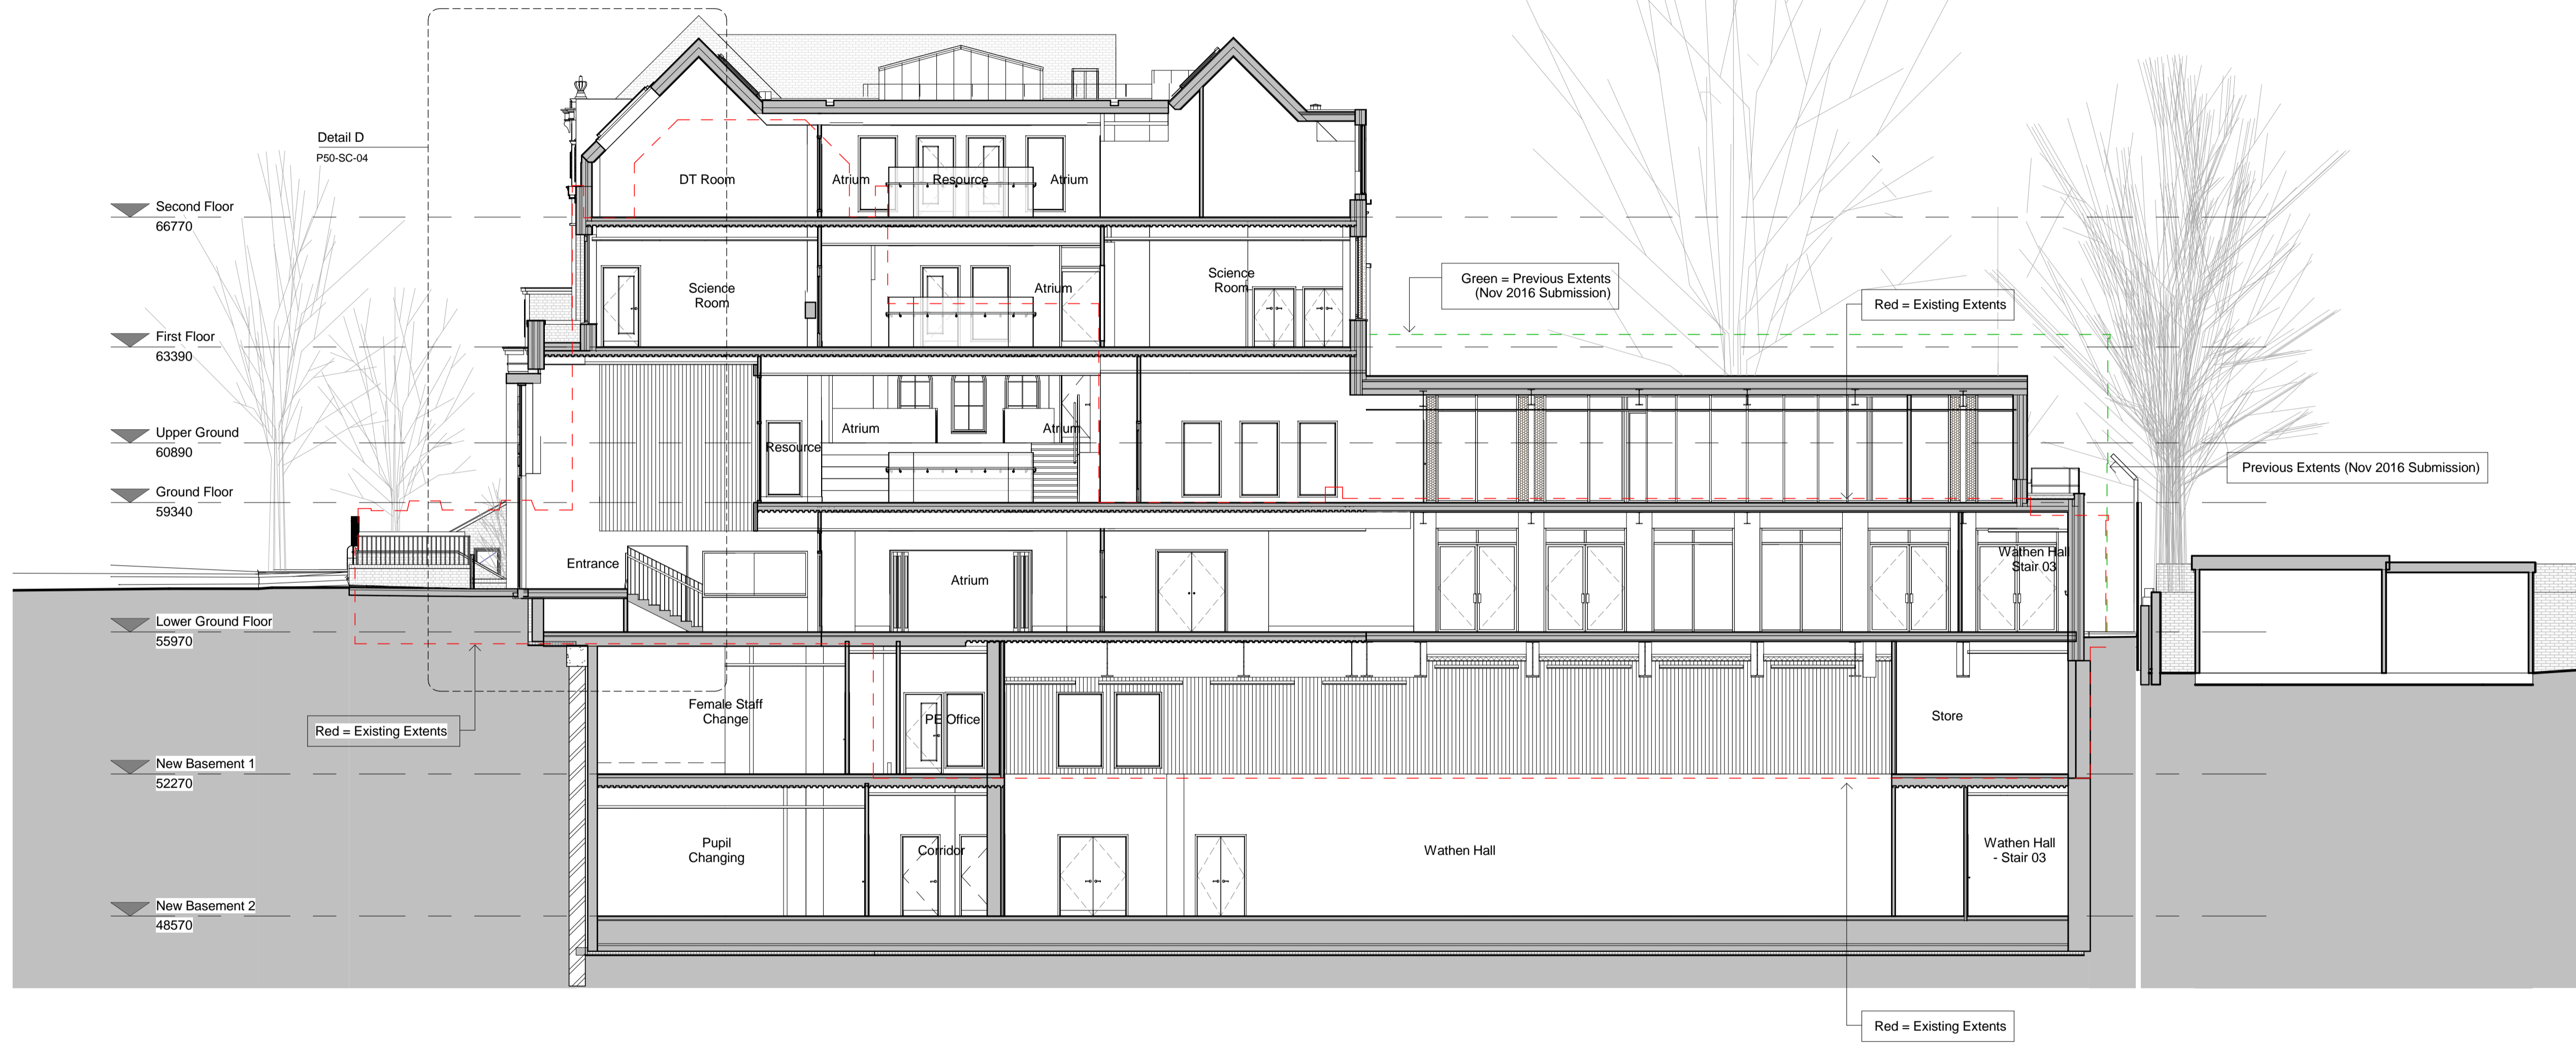 Detail D
P50-SC-04
DT Room
Atrium
Resource
Atrium
Second Floor
66770
Science
Room
Atrium
Science
Room
Green = Previous Extents
(Nov 2016 Submission)
Red = Existing Extents
First Floor
63390
Upper Ground
60890
Resource
Atrium
Atrium
Previous Extents (Nov 2016 Submission)
Ground Floor
59340
Entrance
Atrium
Wathen Hall
Stair 03
Lower Ground Floor
55970
Red = Existing Extents
Female Staff
Change
PE Office
Store
New Basement 1
52270
Pupil
Changing
Corridor
Wathen Hall
Wathen Hall
- Stair 03
New Basement 2
48570
Red = Existing Extents